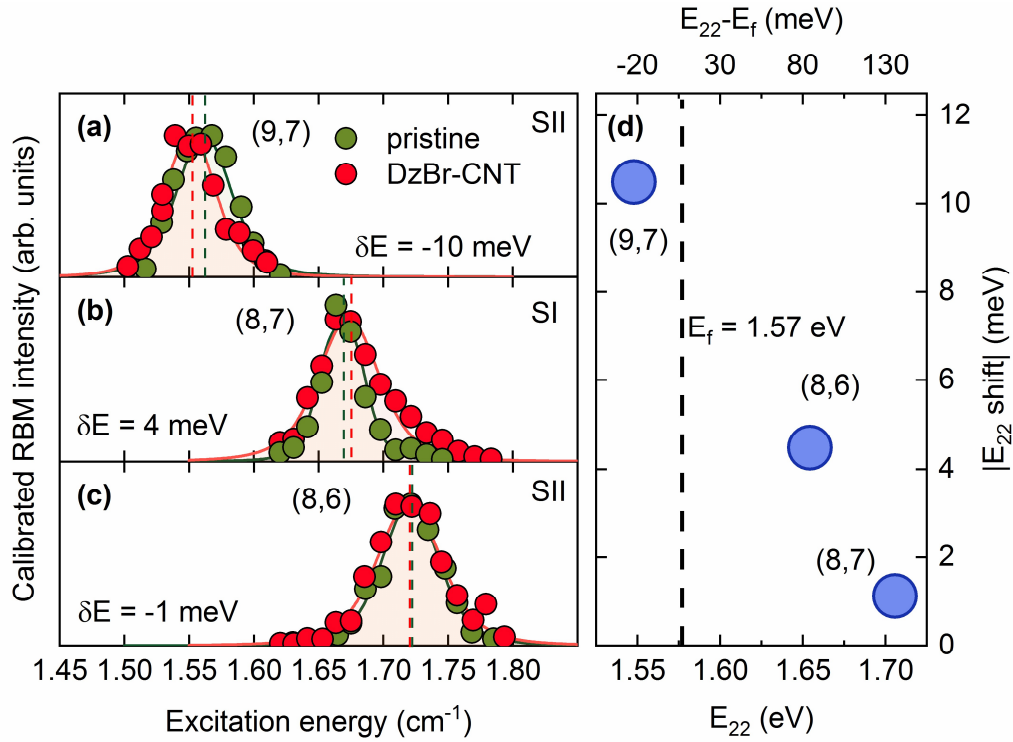 E₂₂-E_f (meV)
-20 30 80 130
(a) (9,7) SII
pristine
DzBr-CNT
δE = -10 meV
(b) (8,7) SI
δE = 4 meV
(c) (8,6) SII
δE = -1 meV
Calibrated RBM intensity (arb. units)
1.45 1.50 1.55 1.60 1.65 1.70 1.75 1.80
Excitation energy (cm⁻¹)
(d)
(9,7)
E_f = 1.57 eV
(8,6)
(8,7)
12
10
8
6
4
2
0
|E₂₂ shift| (meV)
1.55 1.60 1.65 1.70
E₂₂ (eV)